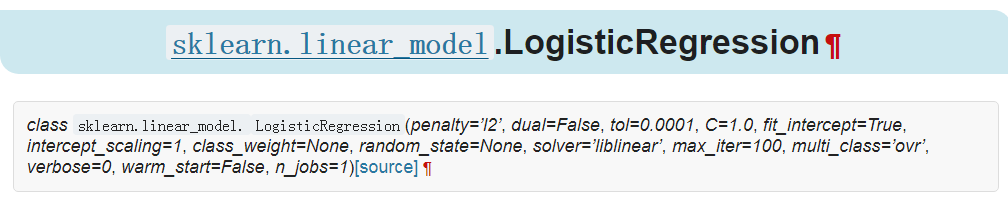 sklearn.linear_model.LogisticRegression¶
class sklearn.linear_model. LogisticRegression(penalty='l2', dual=False, tol=0.0001, C=1.0, fit_intercept=True,
intercept_scaling=1, class_weight=None, random_state=None, solver='liblinear', max_iter=100, multi_class='ovr',
verbose=0, warm_start=False, n_jobs=1)[source] ¶